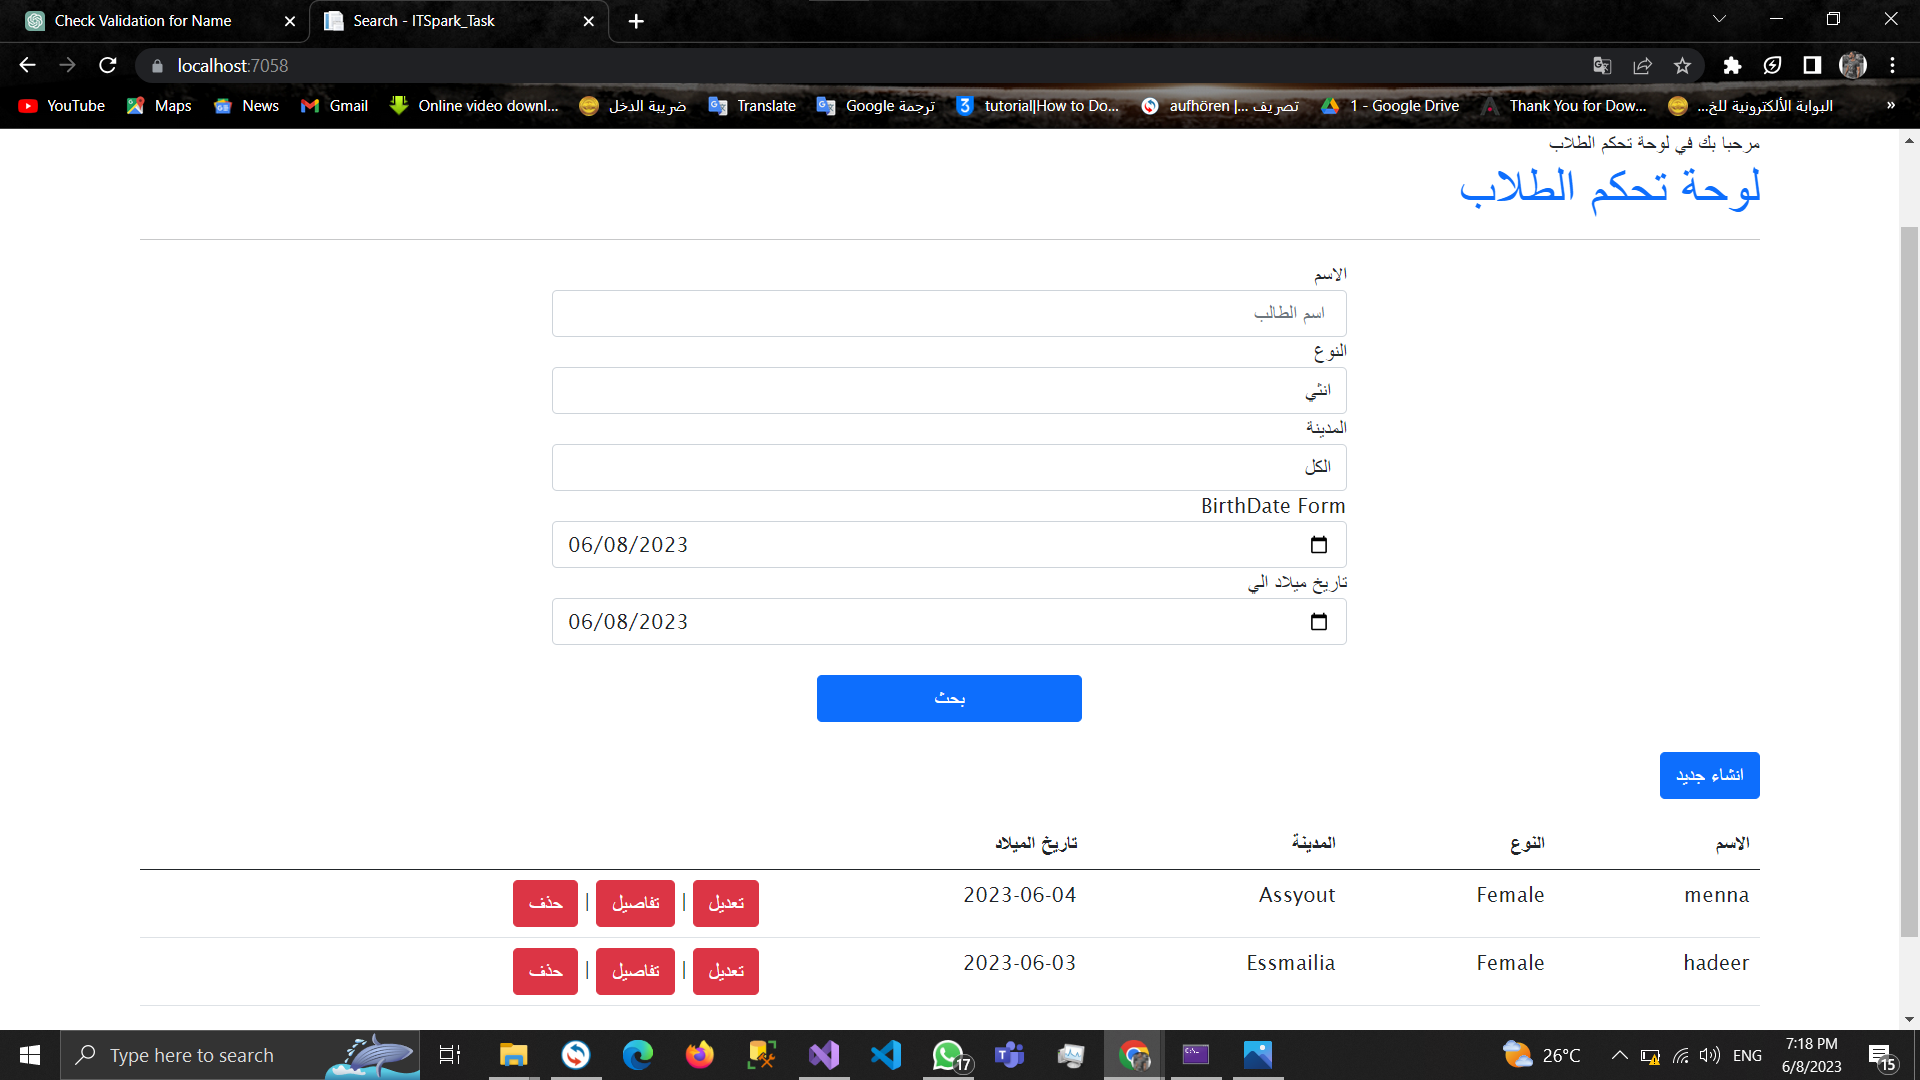 Check Validation for Name
Search - ITSpark_Task
localhost:7058
YouTube
Maps
News
Gmail
Online video downl...
ضريبة الدخل
Translate
ترجمة Google
tutorial|How to Do...
تصريف ...| aufhören
1 - Google Drive
Thank You for Dow...
البوابة الألكترونية للخ...
»
مرحبا بك في لوحة تحكم الطلاب
لوحة تحكم الطلاب
الاسم
اسم الطالب
النوع
انثي
المدينة
الكل
BirthDate Form
06/08/2023
تاريخ ميلاد الي
06/08/2023
بحث
انشاء جديد
الاسم النوع المدينة تاريخ الميلاد
menna Female Assyout 2023-06-04 تعديل | تفاصيل | حذف
hadeer Female Essmailia 2023-06-03 تعديل | تفاصيل | حذف
Type here to search
17
26°C
ENG
7:18 PM
6/8/2023
15